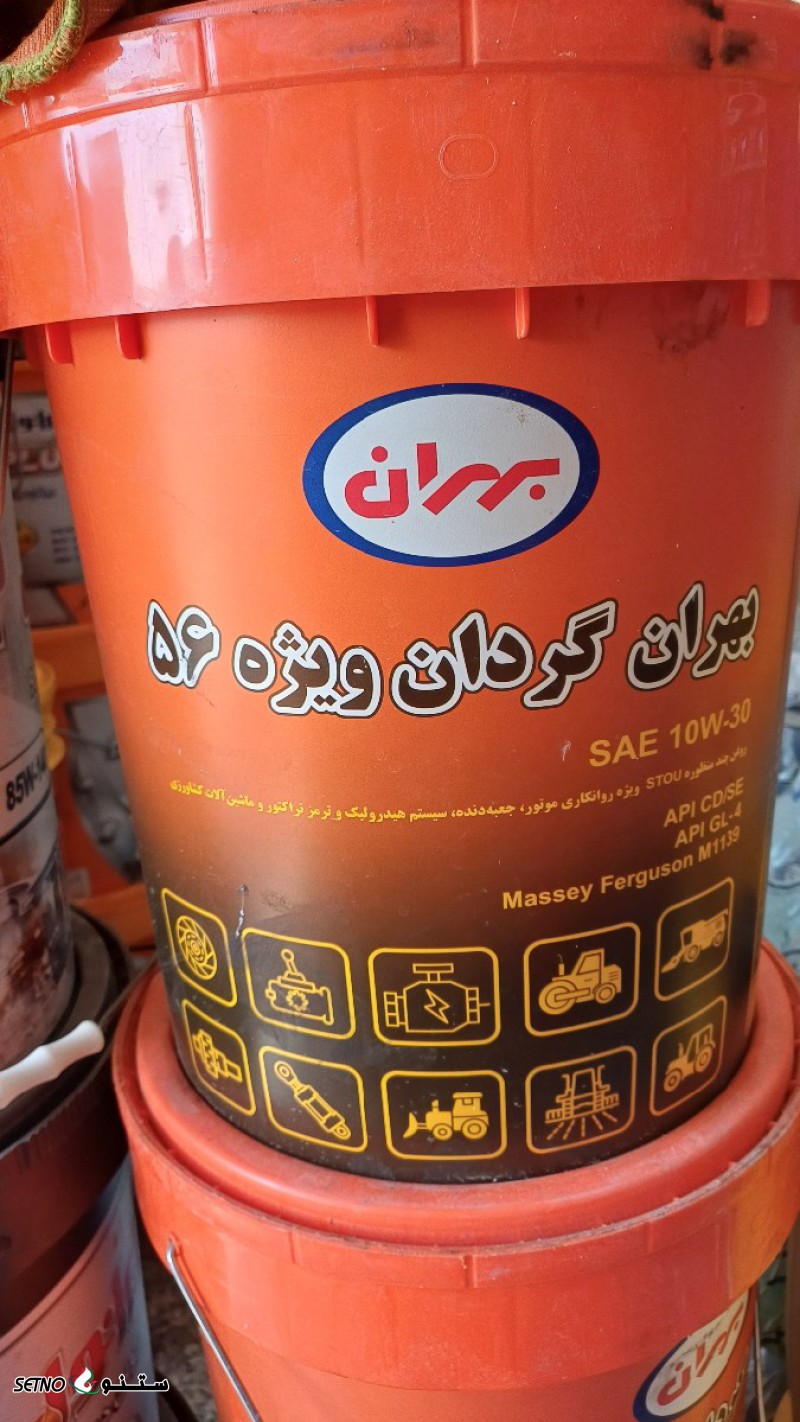 بهران
بهران گردان ویژه ۵۶
SAE 10W-30
روغن چند منظوره STOU ویژه روانکاری موتور، جعبه‌دنده، سیستم هیدرولیک و ترمز تراکتور و ماشین‌آلات کشاورزی
API CD/SE
API GL-4
Massey Ferguson M1139
بهران
SETNO ستنو